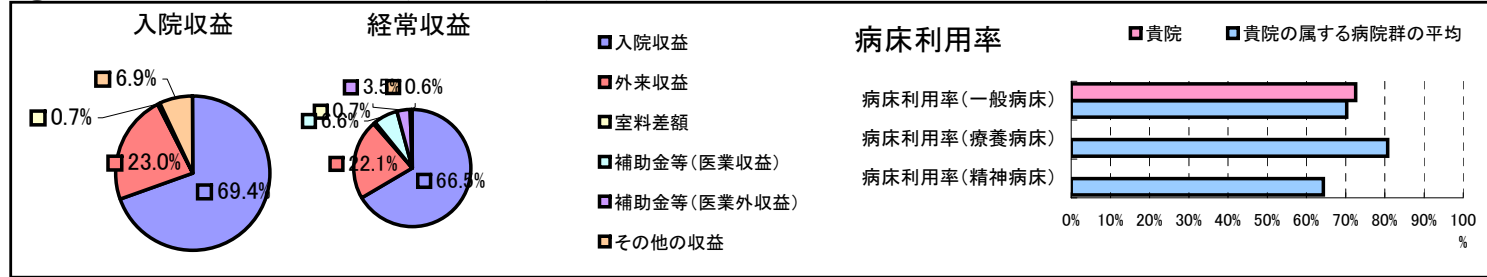 入院収益
6.9%
0.7%
23.0%
69.4%
経常収益
3.5%
0.6%
0.7%
6.6%
22.1%
66.5%
入院収益
外来収益
室料差額
補助金等(医業収益)
補助金等(医業外収益)
その他の収益
病床利用率
貴院
貴院の属する病院群の平均
病床利用率(一般病床)
病床利用率(療養病床)
病床利用率(精神病床)
0% 10% 20% 30% 40% 50% 60% 70% 80% 90% 100
%